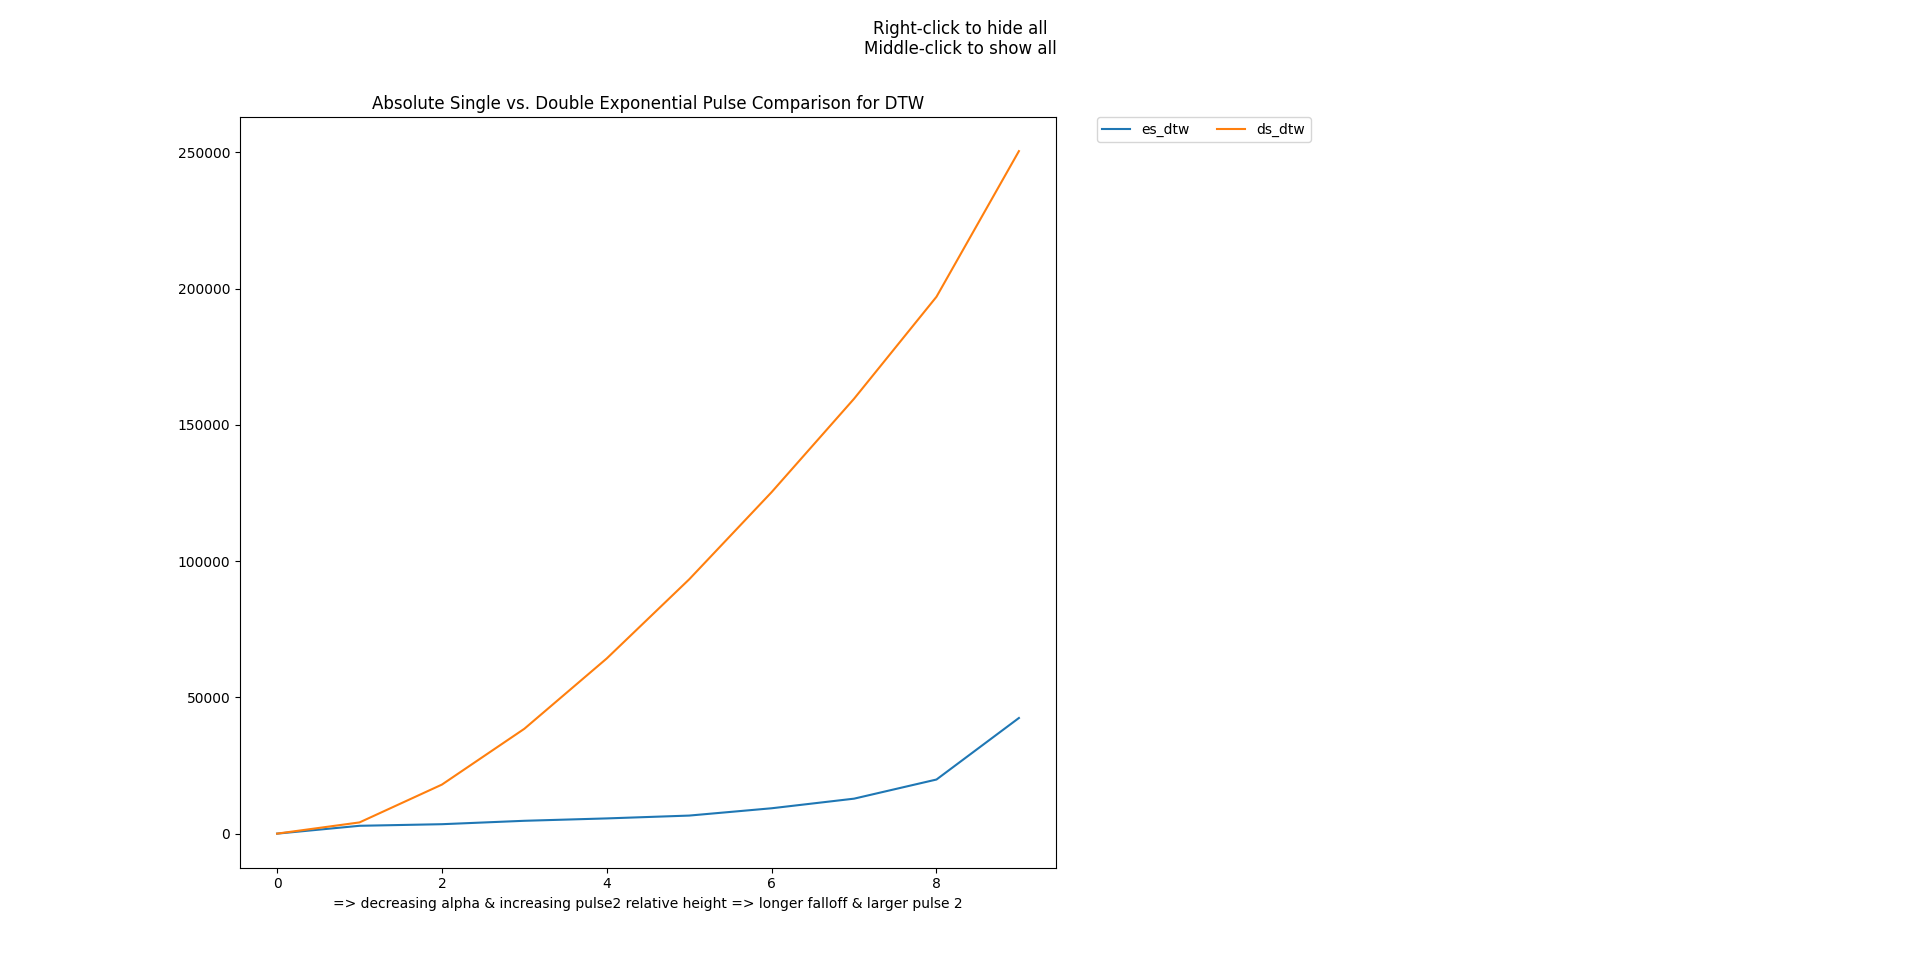 Right-click to hide all
Middle-click to show all
Absolute Single vs. Double Exponential Pulse Comparison for DTW
es_dtw ds_dtw
250000
200000
150000
100000
50000
0
0 2 4 6 8
=> decreasing alpha & increasing pulse2 relative height => longer falloff & larger pulse 2